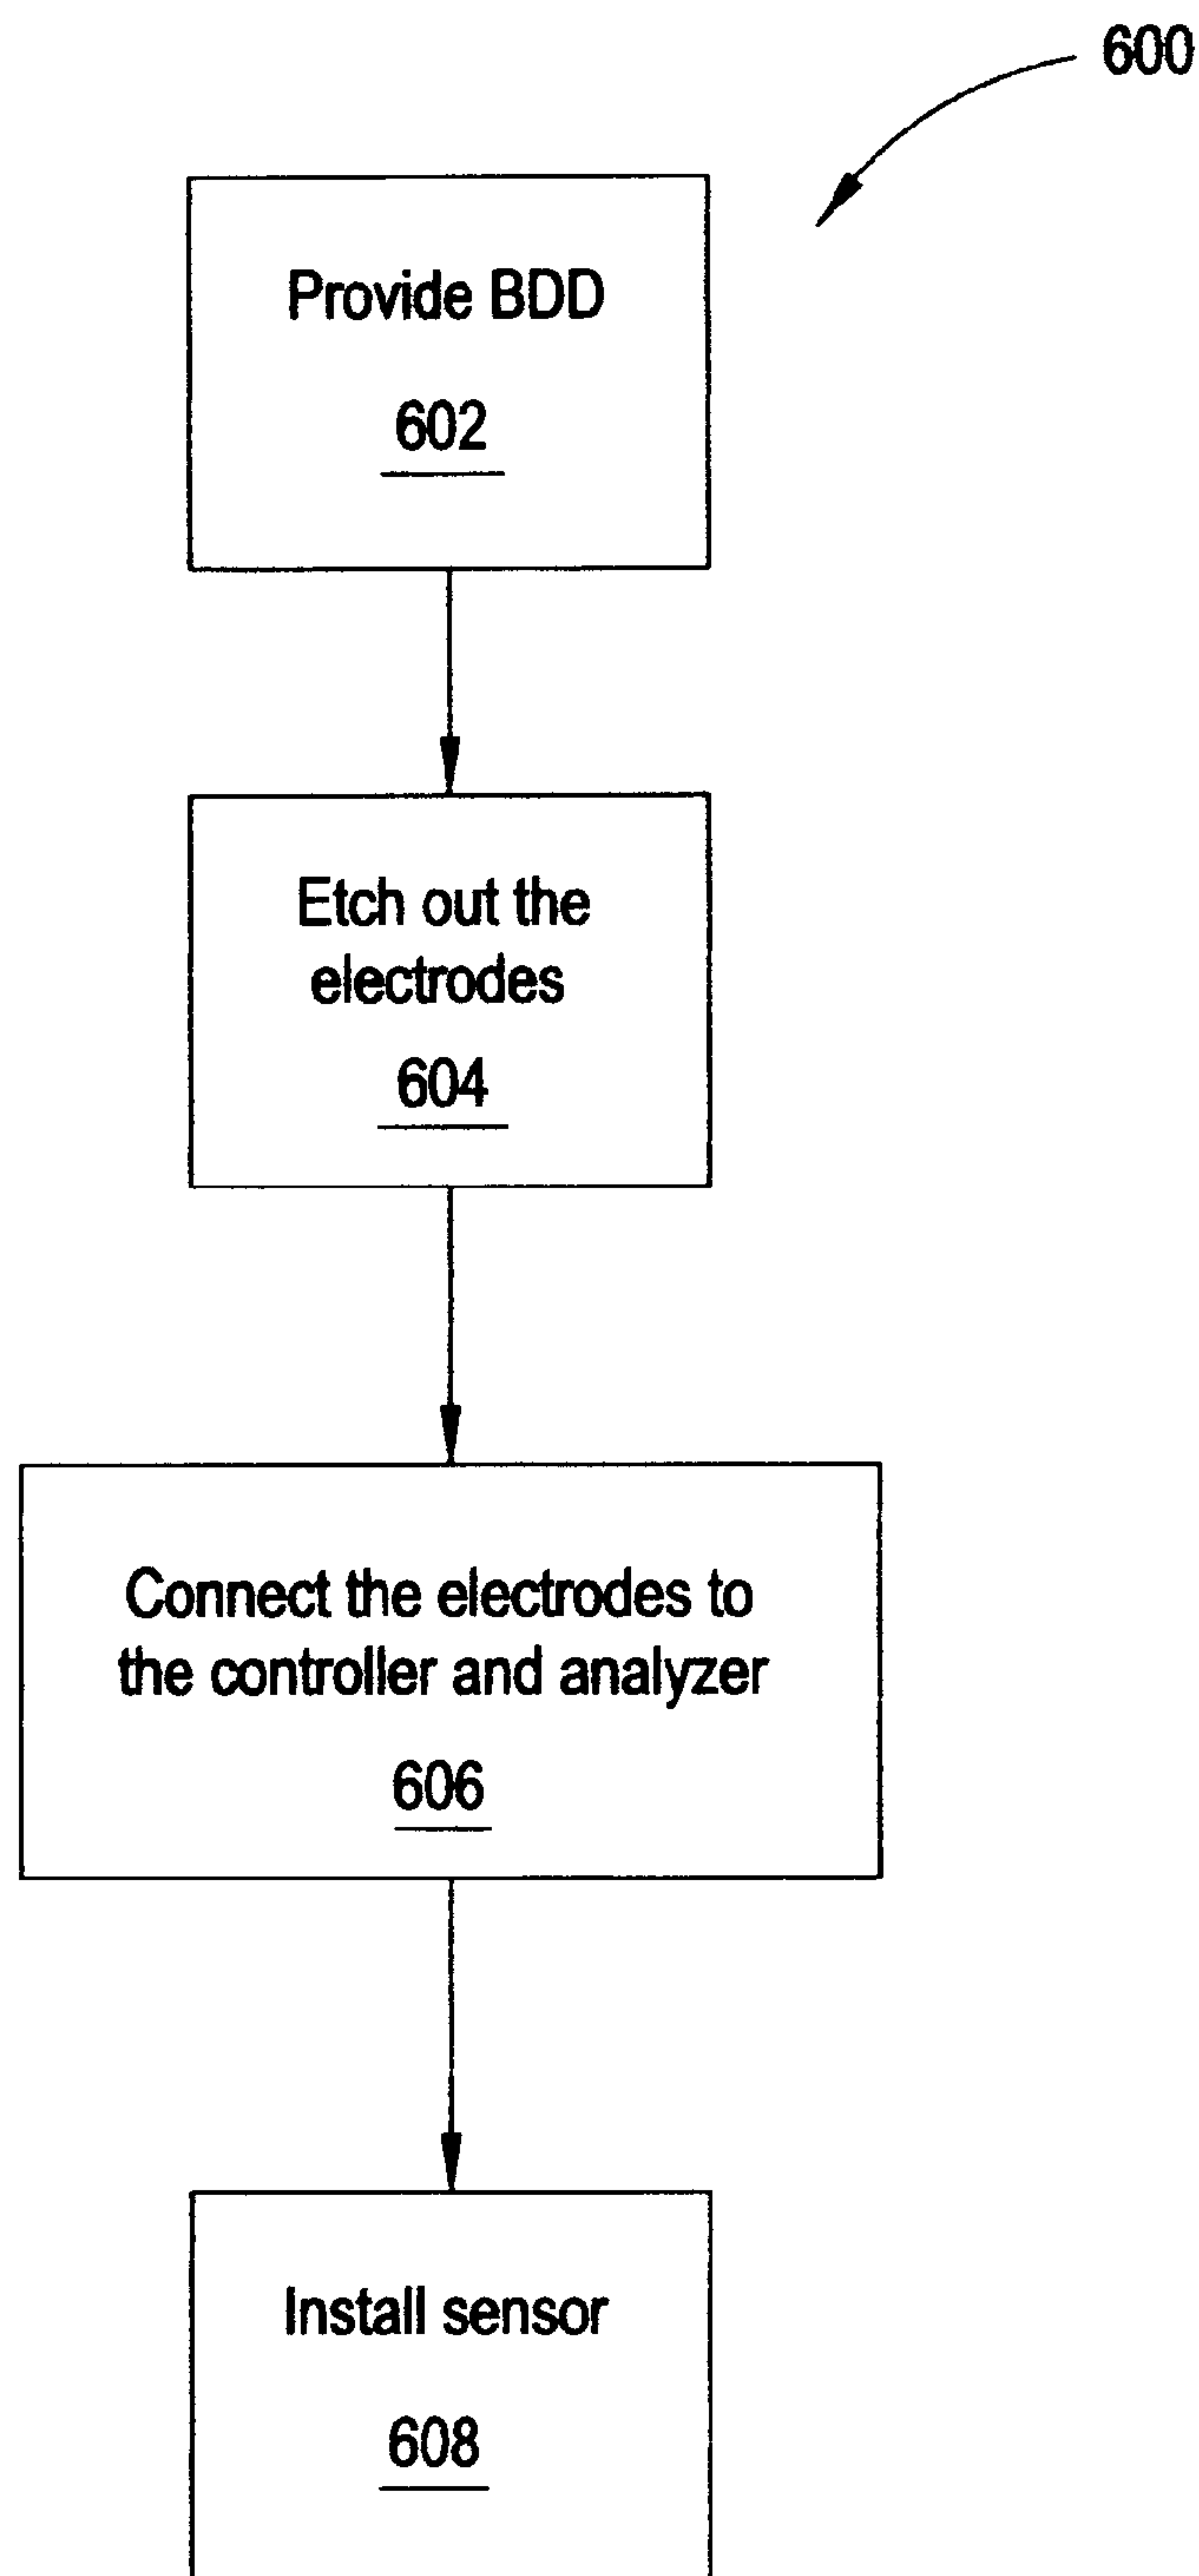 600
Provide BDD
602
Etch out the
electrodes
604
Connect the electrodes to
the controller and analyzer
606
Install sensor
608